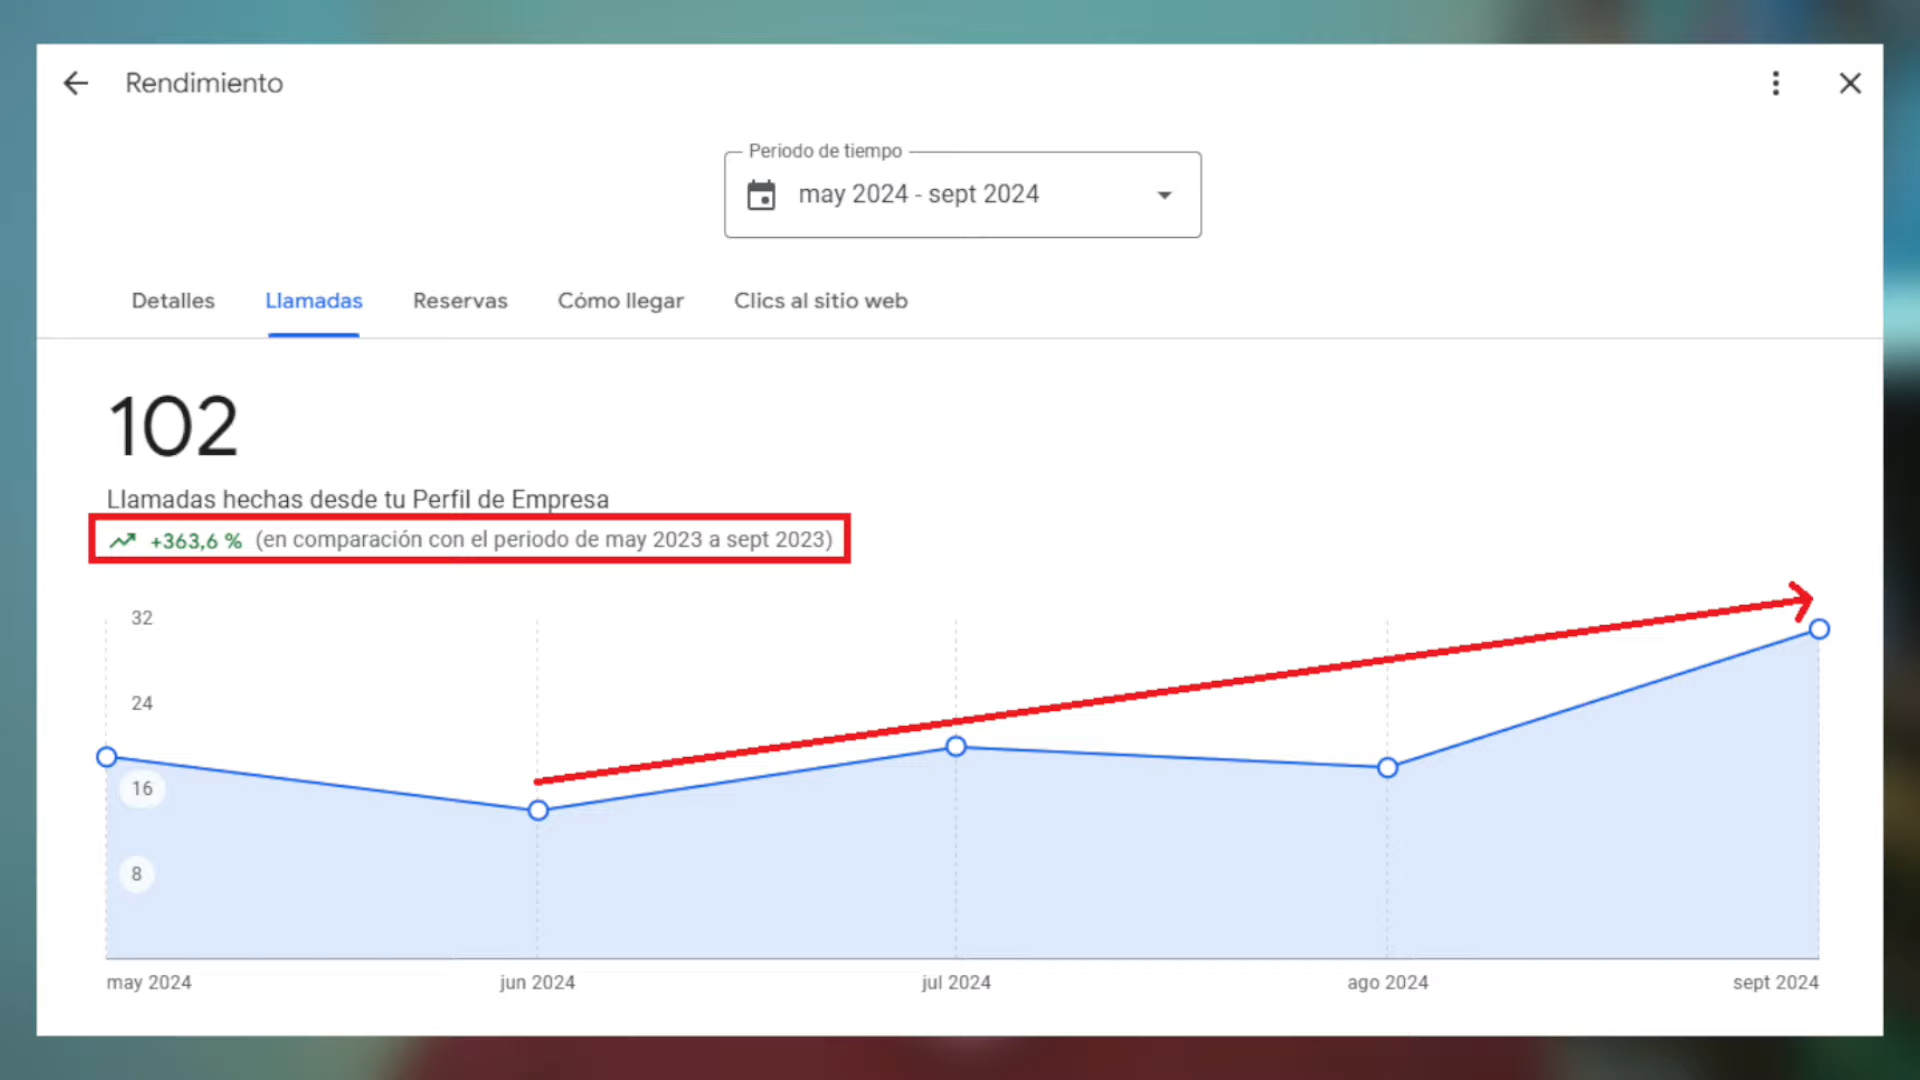 Rendimiento
Periodo de tiempo
may 2024 - sept 2024
Detalles Llamadas Reservas Cómo llegar Clics al sitio web
102
Llamadas hechas desde tu Perfil de Empresa
+363,6 % (en comparación con el periodo de may 2023 a sept 2023)
32
24
16
8
may 2024 jun 2024 jul 2024 ago 2024 sept 2024